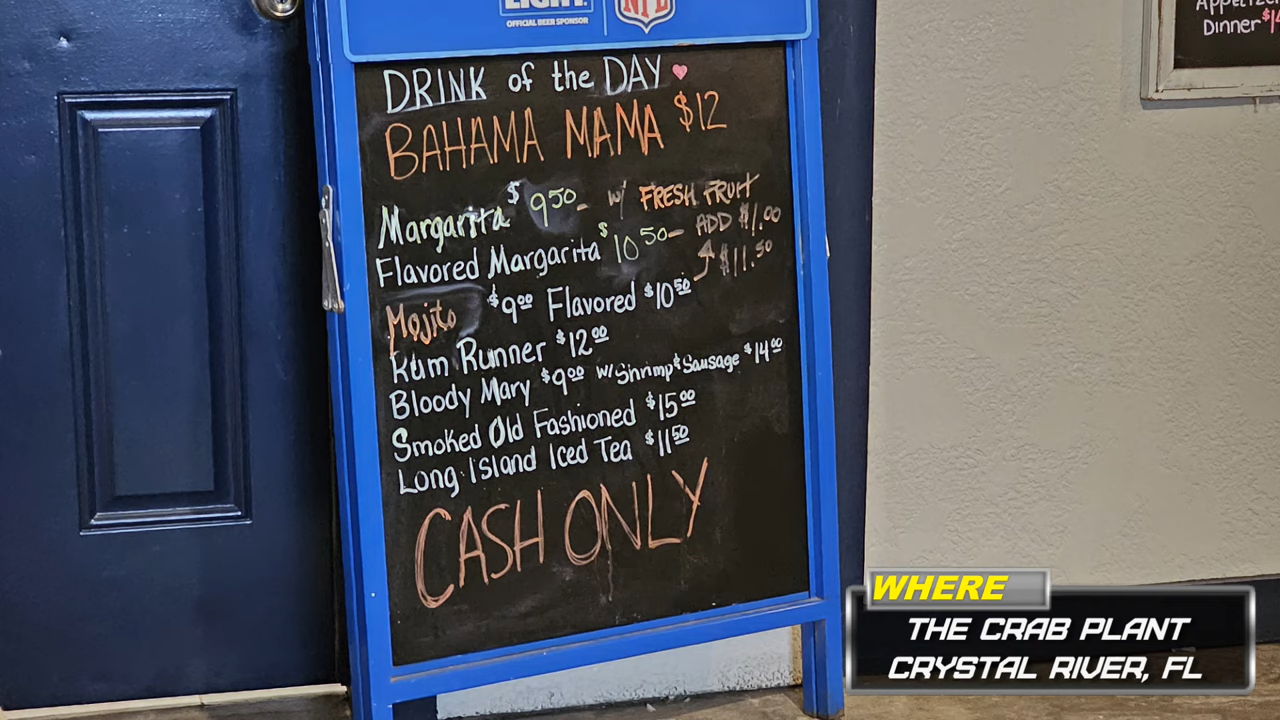 LIGHT
OFFICIAL BEER SPONSOR
NFL
Appetizer
Dinner $1
DRINK of the DAY
BAHAMA MAMA $12
Margarita $9.50 - w/ FRESH FRUIT
Flavored Margarita $10.50 - ADD $1.00
$11.50
Mojito $9.00 Flavored $10.50
Rum Runner $12.00
Bloody Mary $9.00 w/ Shrimp & Sausage $14.00
Smoked Old Fashioned $15.00
Long Island Iced Tea $11.50
CASH ONLY
WHERE
THE CRAB PLANT
CRYSTAL RIVER, FL